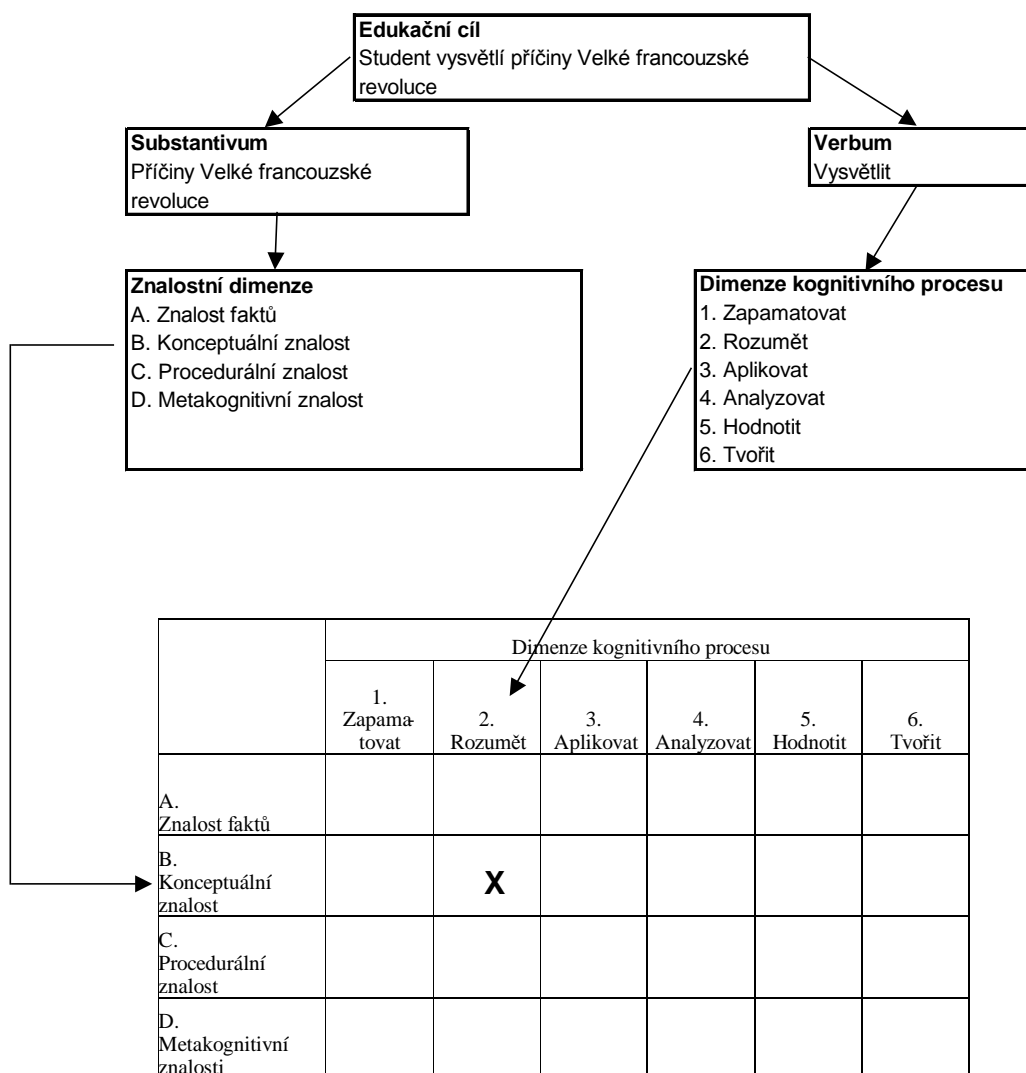 Edukační cíl
Student vysvětlí příčiny Velké francouzské
revoluce
Substantivum
Příčiny Velké francouzské
revoluce
Verbum
Vysvětlit
Znalostní dimenze
A. Znalost faktů
B. Konceptuální znalost
C. Procedurální znalost
D. Metakognitivní znalost
Dimenze kognitivního procesu
1. Zapamatovat
2. Rozumět
3. Aplikovat
4. Analyzovat
5. Hodnotit
6. Tvořit
Dimenze kognitivního procesu
1.
Zapama-
tovat
2.
Rozumět
3.
Aplikovat
4.
Analyzovat
5.
Hodnotit
6.
Tvořit
A.
Znalost faktů
B.
Konceptuální
znalost
X
C.
Procedurální
znalost
D.
Metakognitivní
znalosti